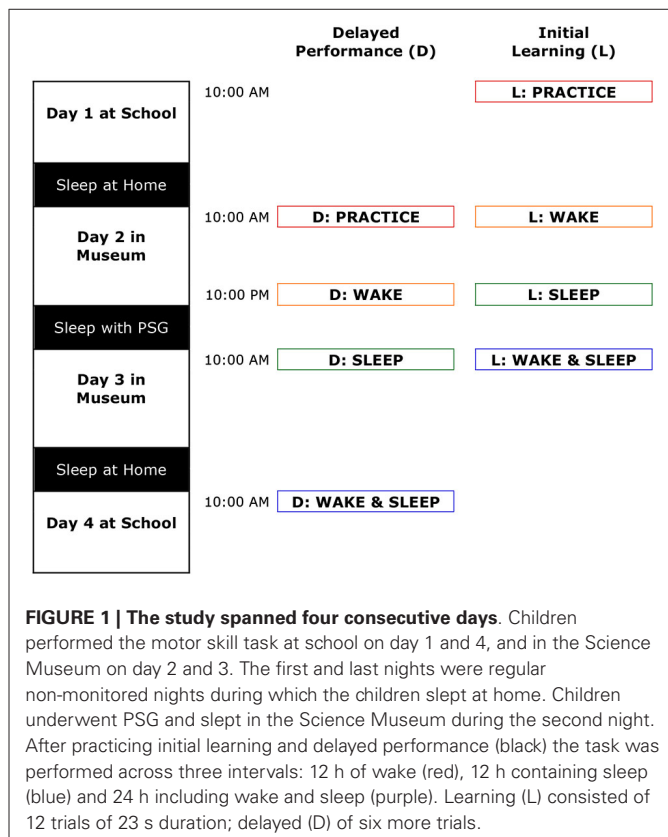 Delayed
Performance (D)
Initial
Learning (L)
Day 1 at School
10:00 AM
L: PRACTICE
Sleep at Home
10:00 AM
D: PRACTICE
L: WAKE
Day 2 in
Museum
10:00 PM
D: WAKE
L: SLEEP
Sleep with PSG
10:00 AM
D: SLEEP
L: WAKE & SLEEP
Day 3 in
Museum
Sleep at Home
10:00 AM
D: WAKE & SLEEP
Day 4 at School
FIGURE 1 | The study spanned four consecutive days. Children
performed the motor skill task at school on day 1 and 4, and in the Science
Museum on day 2 and 3. The first and last nights were regular
non-monitored nights during which the children slept at home. Children
underwent PSG and slept in the Science Museum during the second night.
After practicing initial learning and delayed performance (black) the task was
performed across three intervals: 12 h of wake (red), 12 h containing sleep
(blue) and 24 h including wake and sleep (purple). Learning (L) consisted of
12 trials of 23 s duration; delayed (D) of six more trials.